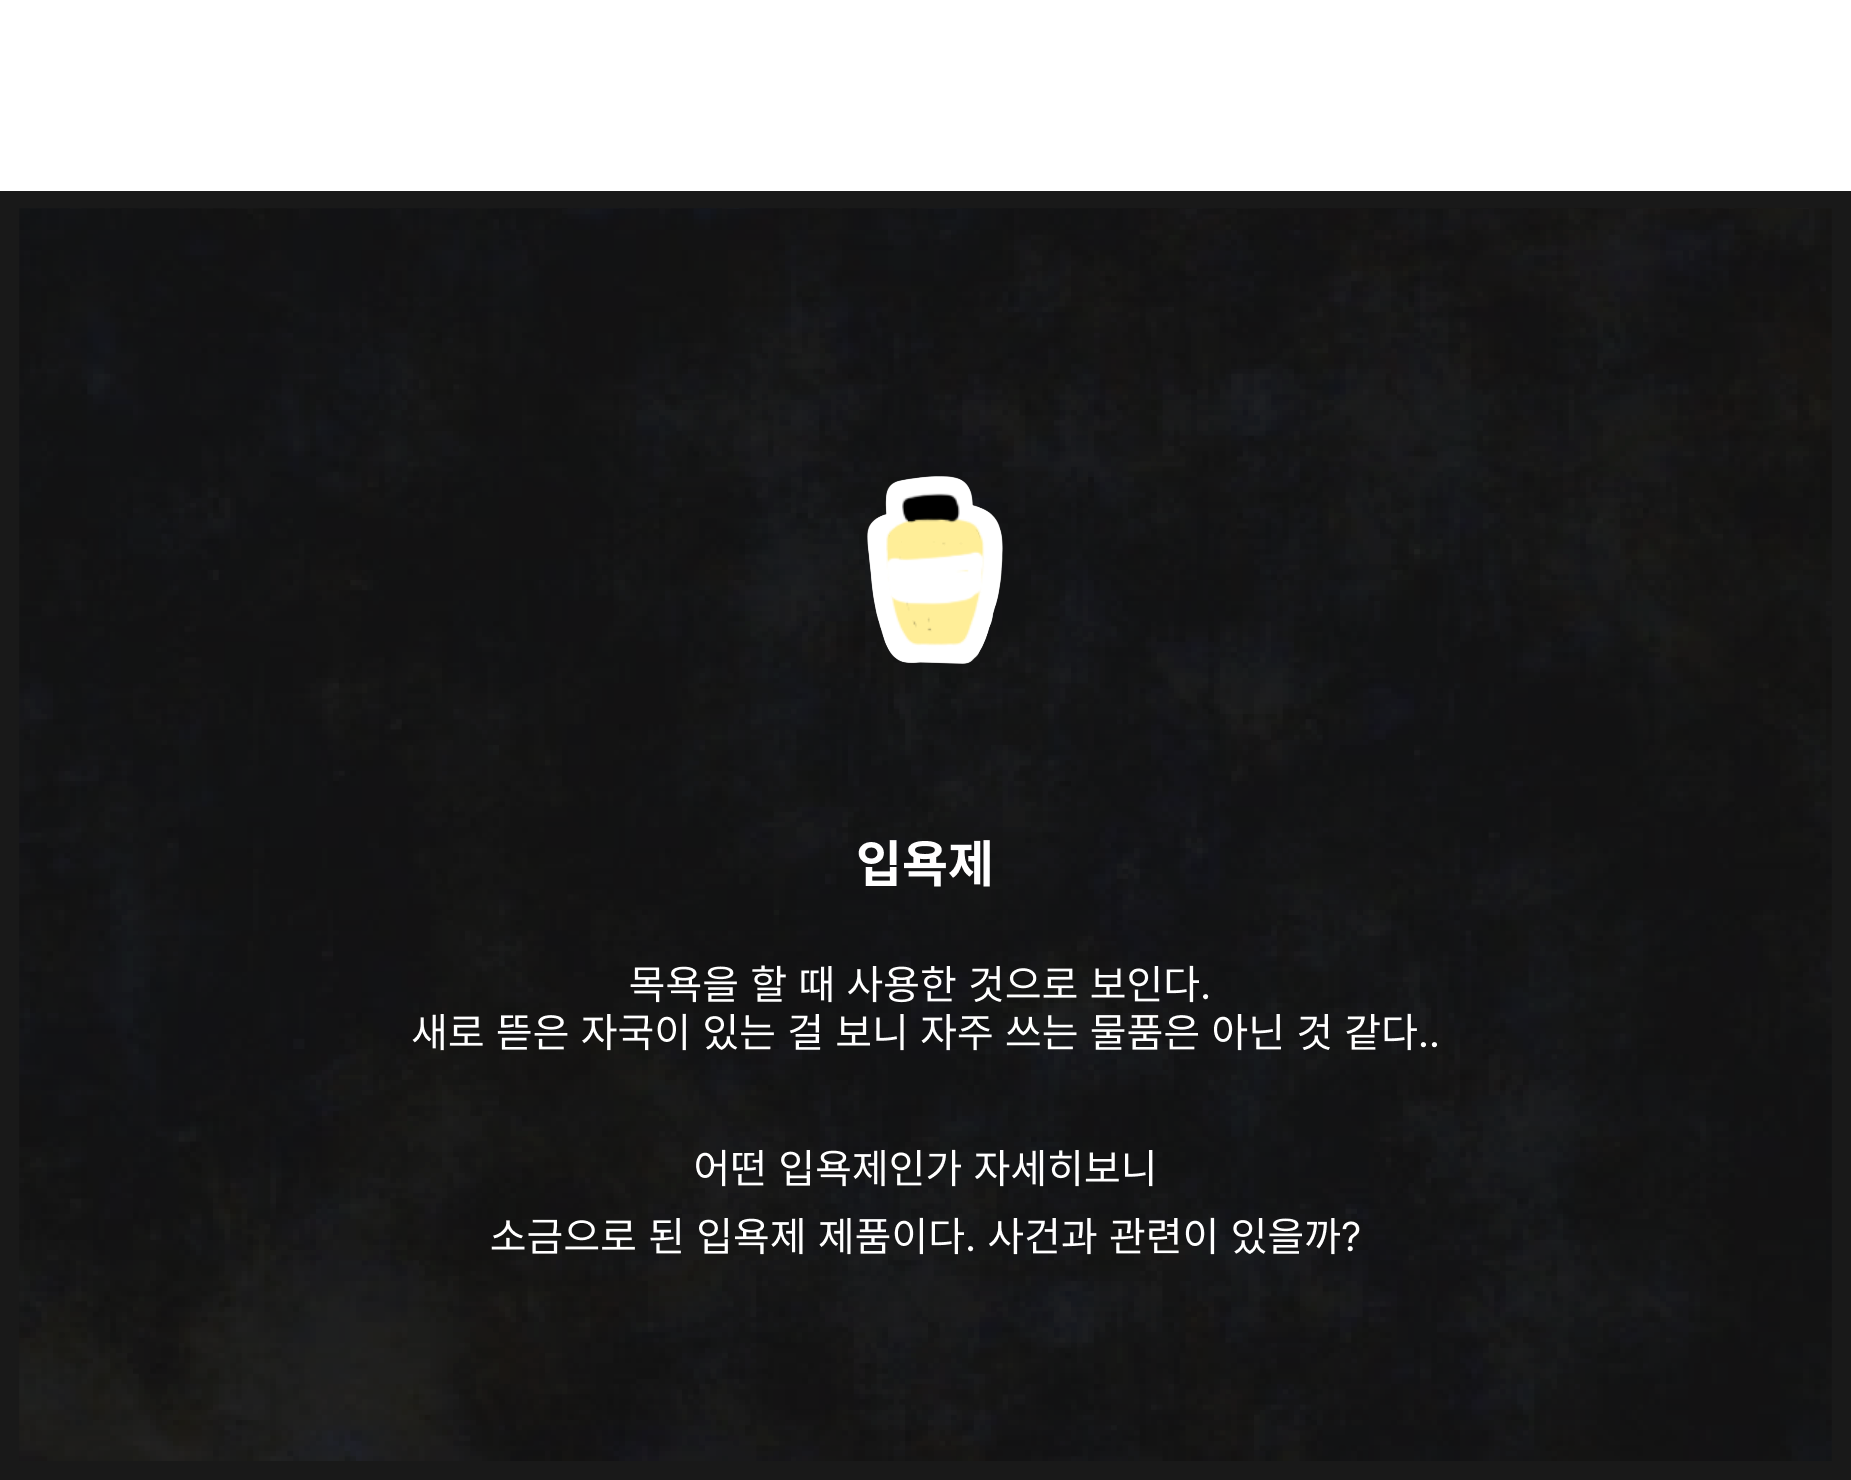 입욕제
목욕을 할 때 사용한 것으로 보인다.
새로 뜯은 자국이 있는 걸 보니 자주 쓰는 물품은 아닌 것 같다..
어떤 입욕제인가 자세히보니
소금으로 된 입욕제 제품이다. 사건과 관련이 있을까?